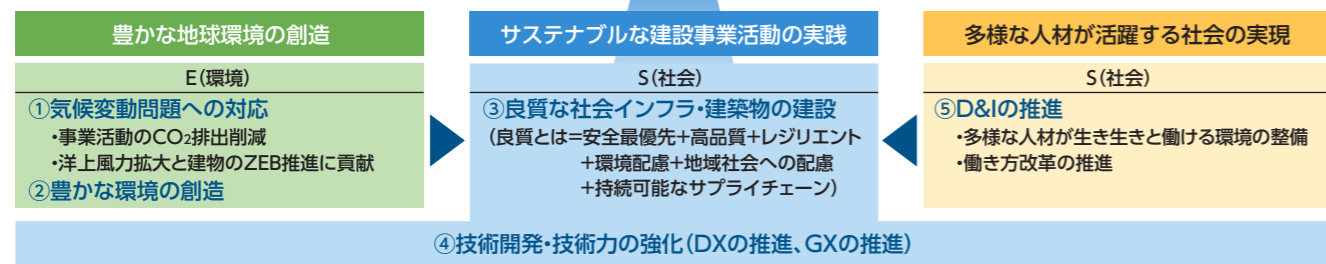 豊かな地球環境の創造
E(環境)
①気候変動問題への対応
・事業活動のCO₂排出削減
・洋上風力拡大と建物のZEB推進に貢献
②豊かな環境の創造
サステナブルな建設事業活動の実践
S(社会)
③良質な社会インフラ・建築物の建設
(良質とは=安全最優先+高品質+レジリエント
+環境配慮+地域社会への配慮
+持続可能なサプライチェーン)
多様な人材が活躍する社会の実現
S(社会)
⑤D&Iの推進
・多様な人材が生き生きと働ける環境の整備
・働き方改革の推進
④技術開発・技術力の強化(DXの推進、GXの推進)